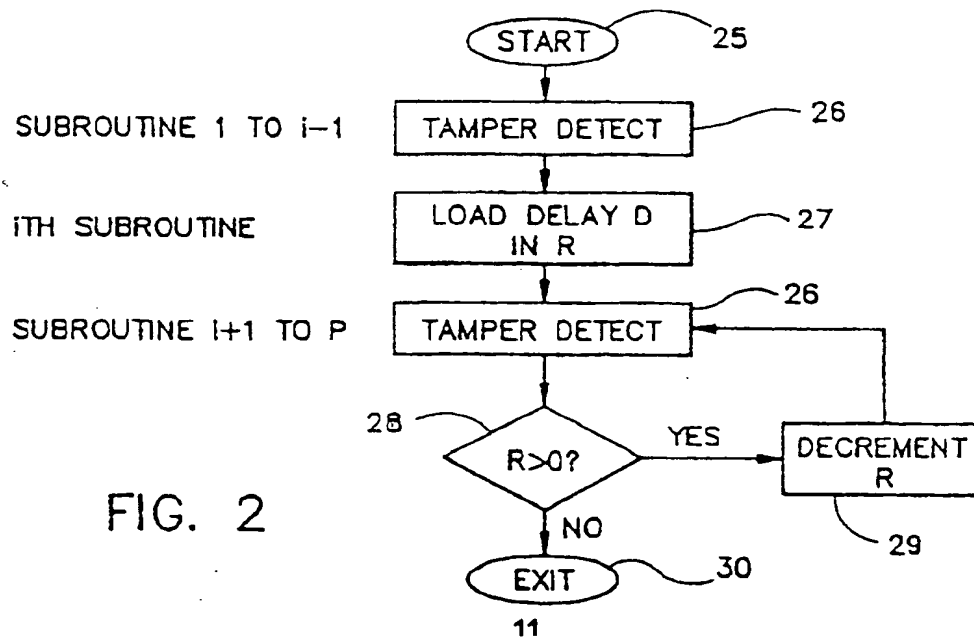 START
25
SUBROUTINE 1 TO i-1
TAMPER DETECT
26
iTH SUBROUTINE
LOAD DELAY D
IN R
27
SUBROUTINE i+1 TO P
TAMPER DETECT
26
28
R>0?
YES
DECREMENT
R
29
NO
FIG. 2
EXIT
30
11